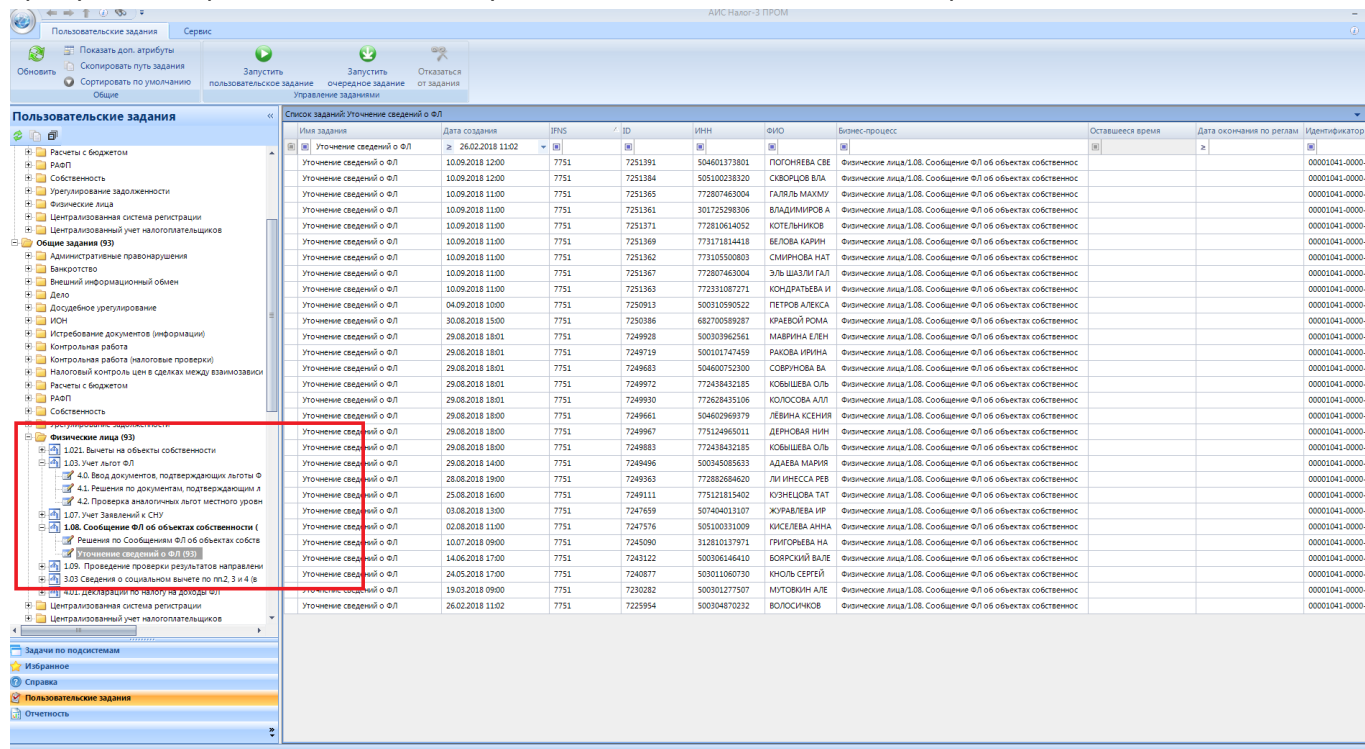 АИС Налог-3 ПРОМ
Пользовательские задания Сервис
Обновить
Показать доп. атрибуты
Скопировать путь задания
Сортировать по умолчанию
Общие
Запустить пользовательское задание
Запустить очередное задание
Отказаться от задания
Управление заданиями
Пользовательские задания
Расчеты с бюджетом
РАФП
Собственность
Урегулирование задолженности
Физические лица
Централизованная система регистрации
Централизованный учет налогоплательщиков
Общие задания (93)
Административные правонарушения
Банкротство
Внешний информационный обмен
Дело
Досудебное урегулирование
ИОН
Истребование документов (информации)
Контрольная работа
Контрольная работа (налоговые проверки)
Налоговый контроль цен в сделках между взаимозависи
Расчеты с бюджетом
РАФП
Собственность
Урегулирование задолженности
Физические лица (93)
1.021. Вычеты на объекты собственности
1.03. Учет льгот ФЛ
4.0. Ввод документов, подтверждающих льготы Ф
4.1. Решения по документам, подтверждающим л
4.2. Проверка аналогичных льгот местного уровн
1.07. Учет Заявлений к СНУ
1.08. Сообщение ФЛ об объектах собственности (
Решения по Сообщениям ФЛ об объектах собств
Уточнение сведений о ФЛ (93)
1.09. Проведение проверки результатов направлени
3.03 Сведения о социальном вычете по пп.2, 3 и 4 (в
4.01. Декларации по налогу на доходы ФЛ
Централизованная система регистрации
Централизованный учет налогоплательщиков
Задачи по подсистемам
Избранное
Справка
Пользовательские задания
Отчетность
Список заданий: Уточнение сведений о ФЛ
Имя задания Дата создания IFNS ID ИНН ФИО Бизнес-процесс Оставшееся время Дата окончания по реглам Идентификатор
Уточнение сведений о ФЛ ≥ 26.02.2018 11:02 ≥
Уточнение сведений о ФЛ 10.09.2018 12:00 7751 7251391 504601373801 ПОГОНЯЕВА СВЕ Физические лица/1.08. Сообщение ФЛ об объектах собственнос 00001041-0000-
Уточнение сведений о ФЛ 10.09.2018 12:00 7751 7251384 505100238320 СКВОРЦОВ ВЛА Физические лица/1.08. Сообщение ФЛ об объектах собственнос 00001041-0000-
Уточнение сведений о ФЛ 10.09.2018 11:00 7751 7251365 772807463004 ГАЛЯЛЬ МАХМУ Физические лица/1.08. Сообщение ФЛ об объектах собственнос 00001041-0000-
Уточнение сведений о ФЛ 10.09.2018 11:00 7751 7251361 301725298306 ВЛАДИМИРОВ А Физические лица/1.08. Сообщение ФЛ об объектах собственнос 00001041-0000-
Уточнение сведений о ФЛ 10.09.2018 11:00 7751 7251371 772810614052 КОТЕЛЬНИКОВ Физические лица/1.08. Сообщение ФЛ об объектах собственнос 00001041-0000-
Уточнение сведений о ФЛ 10.09.2018 11:00 7751 7251369 773171814418 БЕЛОВА КАРИН Физические лица/1.08. Сообщение ФЛ об объектах собственнос 00001041-0000-
Уточнение сведений о ФЛ 10.09.2018 11:00 7751 7251362 773105500803 СМИРНОВА НАТ Физические лица/1.08. Сообщение ФЛ об объектах собственнос 00001041-0000-
Уточнение сведений о ФЛ 10.09.2018 11:00 7751 7251367 772807463004 ЭЛЬ ШАЗЛИ ГАЛ Физические лица/1.08. Сообщение ФЛ об объектах собственнос 00001041-0000-
Уточнение сведений о ФЛ 10.09.2018 11:00 7751 7251363 772331087271 КОНДРАТЬЕВА И Физические лица/1.08. Сообщение ФЛ об объектах собственнос 00001041-0000-
Уточнение сведений о ФЛ 04.09.2018 10:00 7751 7250913 500310590522 ПЕТРОВ АЛЕКСА Физические лица/1.08. Сообщение ФЛ об объектах собственнос 00001041-0000-
Уточнение сведений о ФЛ 30.08.2018 15:00 7751 7250386 682700589287 КРАЕВОЙ РОМА Физические лица/1.08. Сообщение ФЛ об объектах собственнос 00001041-0000-
Уточнение сведений о ФЛ 29.08.2018 18:01 7751 7249928 500303962561 МАВРИНА ЕЛЕН Физические лица/1.08. Сообщение ФЛ об объектах собственнос 00001041-0000-
Уточнение сведений о ФЛ 29.08.2018 18:01 7751 7249719 500101747459 РАКОВА ИРИНА Физические лица/1.08. Сообщение ФЛ об объектах собственнос 00001041-0000-
Уточнение сведений о ФЛ 29.08.2018 18:01 7751 7249683 504600752300 СОВРУНОВА ВА Физические лица/1.08. Сообщение ФЛ об объектах собственнос 00001041-0000-
Уточнение сведений о ФЛ 29.08.2018 18:01 7751 7249972 772438432185 КОБЫШЕВА ОЛЬ Физические лица/1.08. Сообщение ФЛ об объектах собственнос 00001041-0000-
Уточнение сведений о ФЛ 29.08.2018 18:01 7751 7249930 772628435106 КОЛОСОВА АЛЛ Физические лица/1.08. Сообщение ФЛ об объектах собственнос 00001041-0000-
Уточнение сведений о ФЛ 29.08.2018 18:00 7751 7249661 504602969379 ЛЁВИНА КСЕНИЯ Физические лица/1.08. Сообщение ФЛ об объектах собственнос 00001041-0000-
Уточнение сведений о ФЛ 29.08.2018 18:00 7751 7249967 775124965011 ДЕРНОВАЯ НИН Физические лица/1.08. Сообщение ФЛ об объектах собственнос 00001041-0000-
Уточнение сведений о ФЛ 29.08.2018 18:00 7751 7249883 772438432185 КОБЫШЕВА ОЛЬ Физические лица/1.08. Сообщение ФЛ об объектах собственнос 00001041-0000-
Уточнение сведений о ФЛ 29.08.2018 14:00 7751 7249496 500345085633 АДАЕВА МАРИЯ Физические лица/1.08. Сообщение ФЛ об объектах собственнос 00001041-0000-
Уточнение сведений о ФЛ 28.08.2018 19:00 7751 7249363 772882684620 ЛИ ИНЕССА РЕВ Физические лица/1.08. Сообщение ФЛ об объектах собственнос 00001041-0000-
Уточнение сведений о ФЛ 25.08.2018 16:00 7751 7249111 775121815402 КУЗНЕЦОВА ТАТ Физические лица/1.08. Сообщение ФЛ об объектах собственнос 00001041-0000-
Уточнение сведений о ФЛ 03.08.2018 13:00 7751 7247659 507404013107 ЖУРАВЛЕВА ИР Физические лица/1.08. Сообщение ФЛ об объектах собственнос 00001041-0000-
Уточнение сведений о ФЛ 02.08.2018 11:00 7751 7247576 505100331009 КИСЕЛЕВА АННА Физические лица/1.08. Сообщение ФЛ об объектах собственнос 00001041-0000-
Уточнение сведений о ФЛ 10.07.2018 09:00 7751 7245090 312810137971 ГРИГОРЬЕВА НА Физические лица/1.08. Сообщение ФЛ об объектах собственнос 00001041-0000-
Уточнение сведений о ФЛ 14.06.2018 17:00 7751 7243122 500306146410 БОЯРСКИЙ ВАЛЕ Физические лица/1.08. Сообщение ФЛ об объектах собственнос 00001041-0000-
Уточнение сведений о ФЛ 24.05.2018 17:00 7751 7240877 503011060730 КНОЛЬ СЕРГЕЙ Физические лица/1.08. Сообщение ФЛ об объектах собственнос 00001041-0000-
Уточнение сведений о ФЛ 19.03.2018 09:00 7751 7230282 500301277507 МУТОВКИН АЛЕ Физические лица/1.08. Сообщение ФЛ об объектах собственнос 00001041-0000-
Уточнение сведений о ФЛ 26.02.2018 11:02 7751 7225954 500304870232 ВОЛОСИЧКОВ Физические лица/1.08. Сообщение ФЛ об объектах собственнос 00001041-0000-